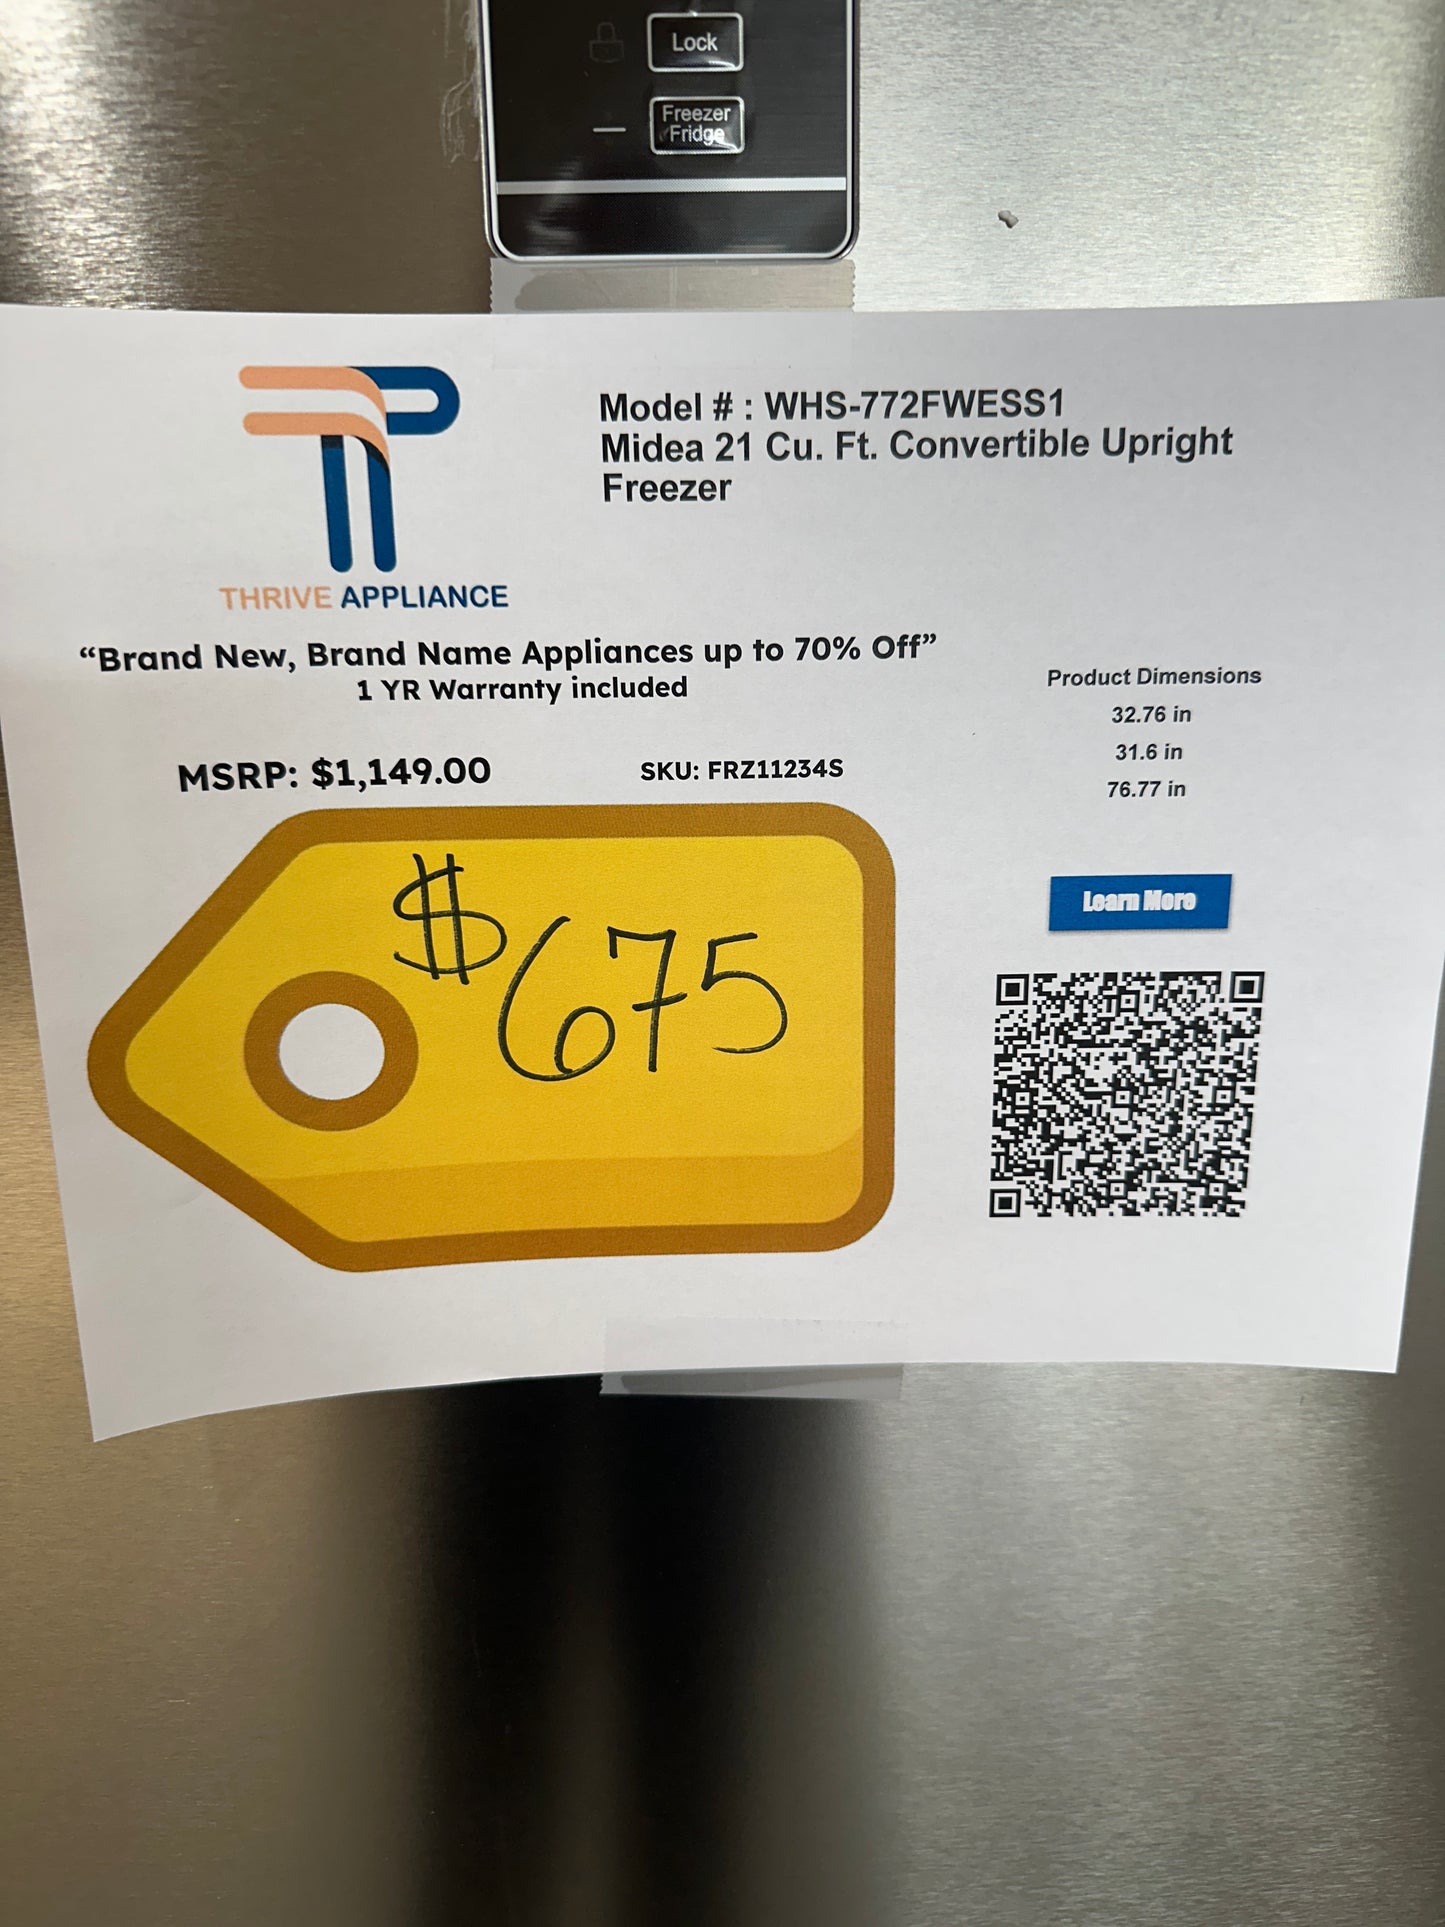 Lock
Freezer
Fridge
Model # : WHS-772FWESS1
Midea 21 Cu. Ft. Convertible Upright
Freezer
THRIVE APPLIANCE
“Brand New, Brand Name Appliances up to 70% Off”
1 YR Warranty included
Product Dimensions
32.76 in
31.6 in
76.77 in
MSRP: $1,149.00
SKU: FRZ11234S
$675
Learn More